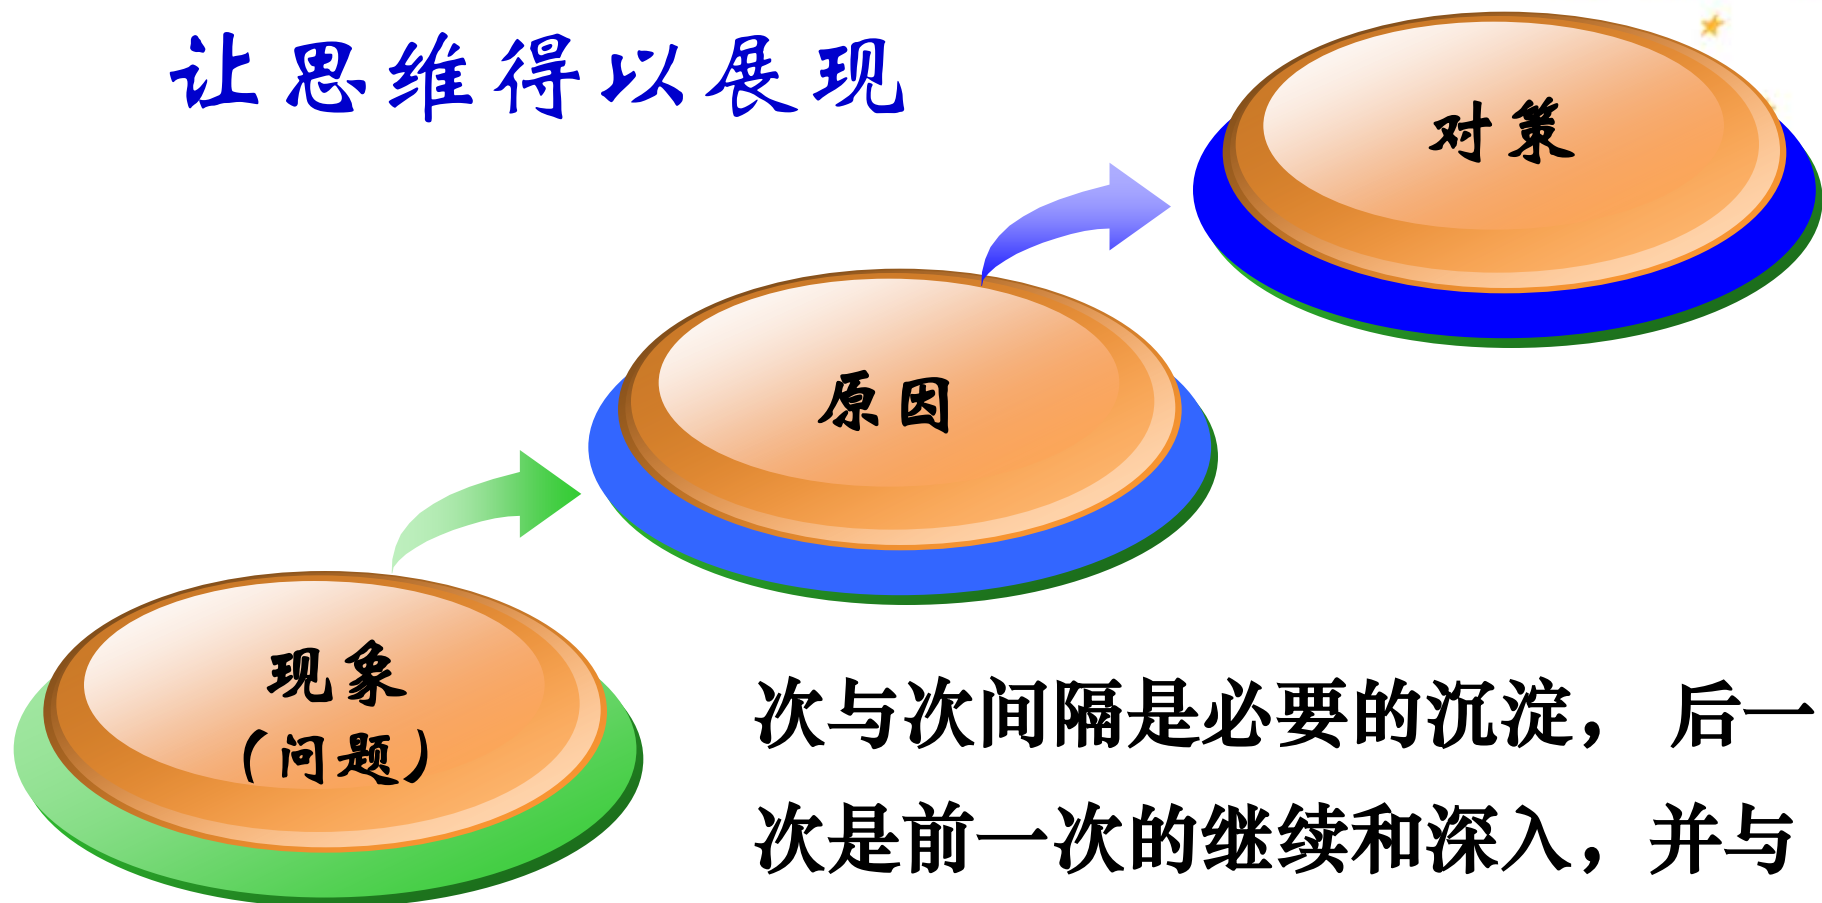 让思维得以展现
对策
原因
现象
（问题）
次与次间隔是必要的沉淀， 后一
次是前一次的继续和深入，并与